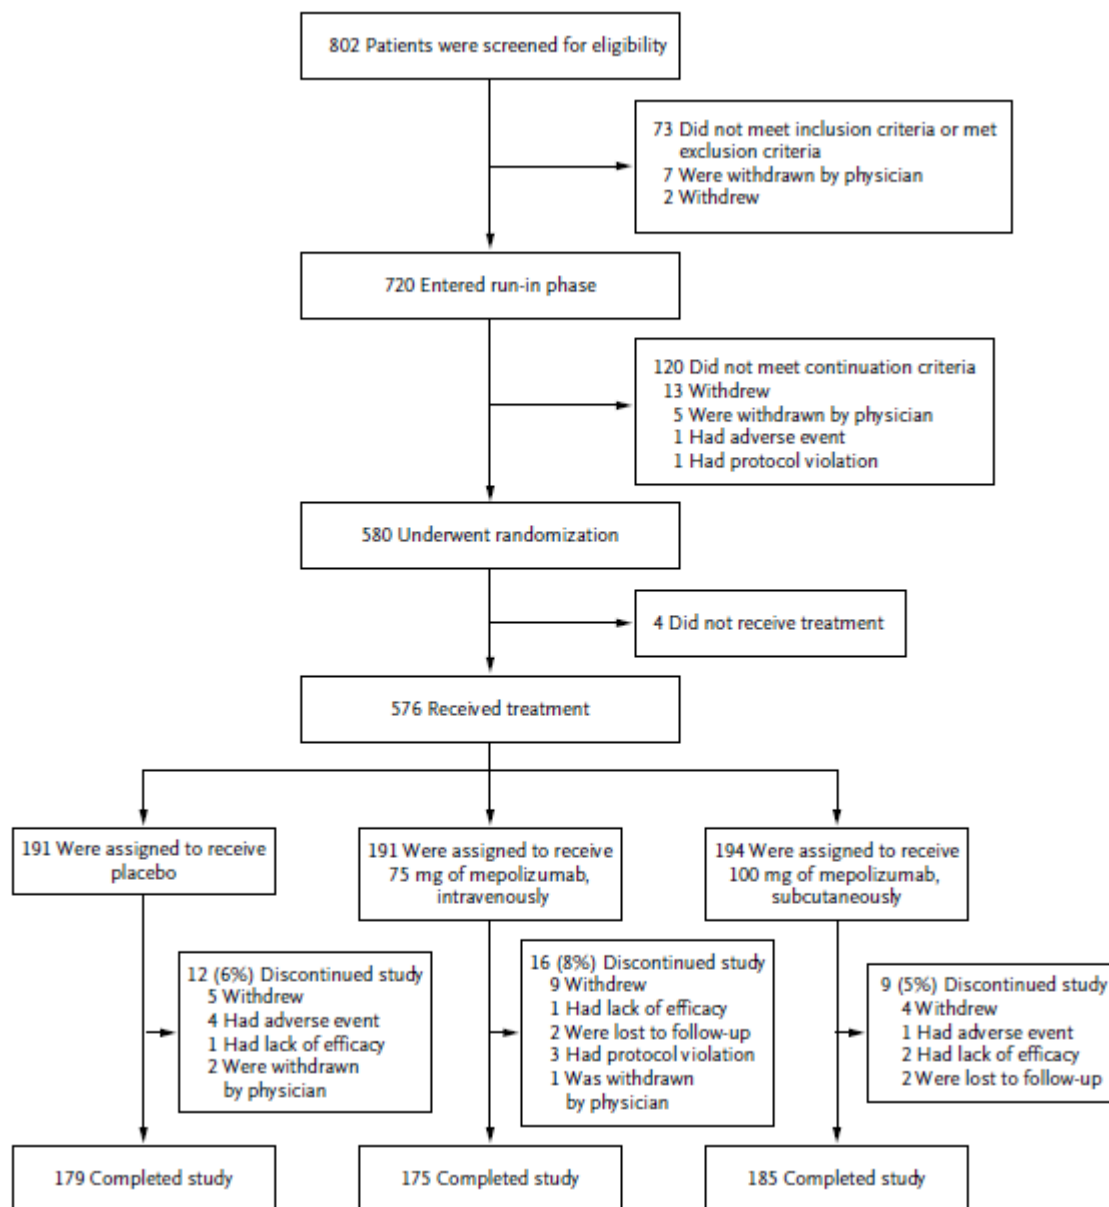 802 Patients were screened for eligibility
73 Did not meet inclusion criteria or met
exclusion criteria
7 Were withdrawn by physician
2 Withdrew
720 Entered run-in phase
120 Did not meet continuation criteria
13 Withdrew
5 Were withdrawn by physician
1 Had adverse event
1 Had protocol violation
580 Underwent randomization
4 Did not receive treatment
576 Received treatment
191 Were assigned to receive
placebo
191 Were assigned to receive
75 mg of mepolizumab,
intravenously
194 Were assigned to receive
100 mg of mepolizumab,
subcutaneously
12 (6%) Discontinued study
5 Withdrew
4 Had adverse event
1 Had lack of efficacy
2 Were withdrawn
by physician
16 (8%) Discontinued study
9 Withdrew
1 Had lack of efficacy
2 Were lost to follow-up
3 Had protocol violation
1 Was withdrawn
by physician
9 (5%) Discontinued study
4 Withdrew
1 Had adverse event
2 Had lack of efficacy
2 Were lost to follow-up
179 Completed study
175 Completed study
185 Completed study